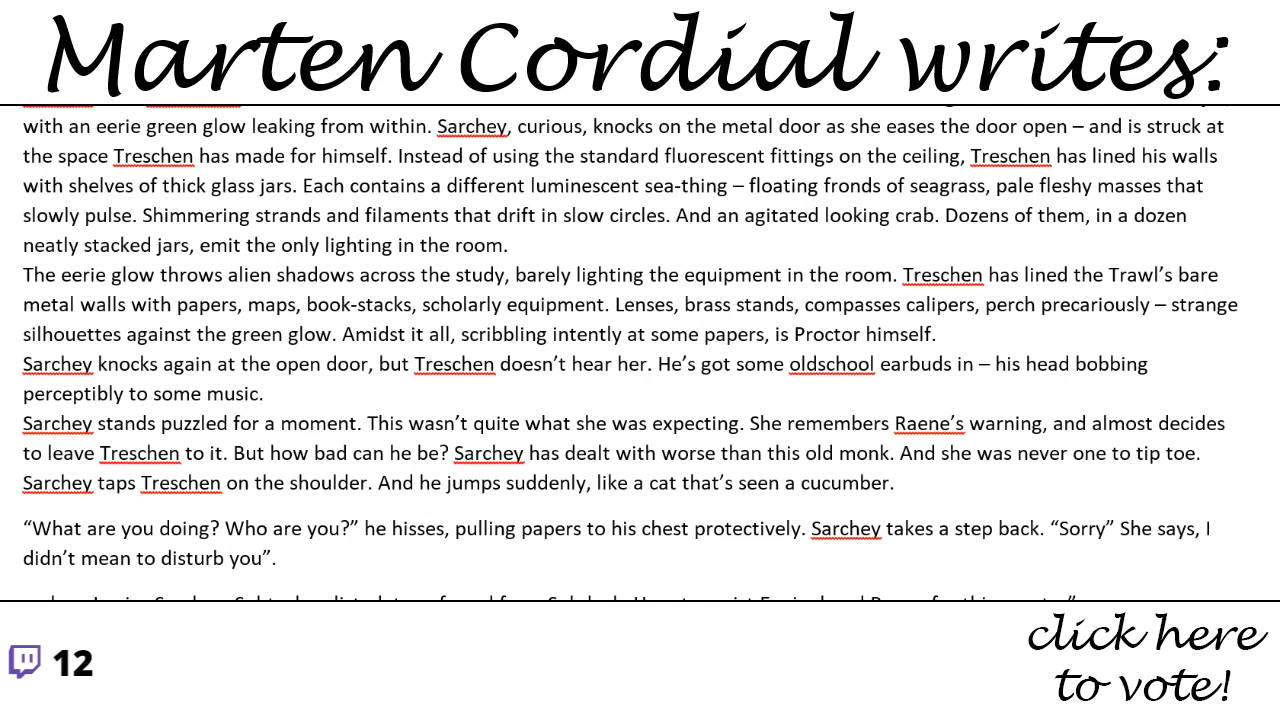 Marten Cordial writes:
with an eerie green glow leaking from within. Sarchey, curious, knocks on the metal door as she eases the door open – and is struck at
the space Treschen has made for himself. Instead of using the standard fluorescent fittings on the ceiling, Treschen has lined his walls
with shelves of thick glass jars. Each contains a different luminescent sea-thing – floating fronds of seagrass, pale fleshy masses that
slowly pulse. Shimmering strands and filaments that drift in slow circles. And an agitated looking crab. Dozens of them, in a dozen
neatly stacked jars, emit the only lighting in the room.
The eerie glow throws alien shadows across the study, barely lighting the equipment in the room. Treschen has lined the Trawl’s bare
metal walls with papers, maps, book-stacks, scholarly equipment. Lenses, brass stands, compasses calipers, perch precariously – strange
silhouettes against the green glow. Amidst it all, scribbling intently at some papers, is Proctor himself.
Sarchey knocks again at the open door, but Treschen doesn’t hear her. He’s got some oldschool earbuds in – his head bobbing
perceptibly to some music.
Sarchey stands puzzled for a moment. This wasn’t quite what she was expecting. She remembers Raene’s warning, and almost decides
to leave Treschen to it. But how bad can he be? Sarchey has dealt with worse than this old monk. And she was never one to tip toe.
Sarchey taps Treschen on the shoulder. And he jumps suddenly, like a cat that’s seen a cucumber.
“What are you doing? Who are you?” he hisses, pulling papers to his chest protectively. Sarchey takes a step back. “Sorry” She says, I
didn’t mean to disturb you”.
12
click here
to vote!